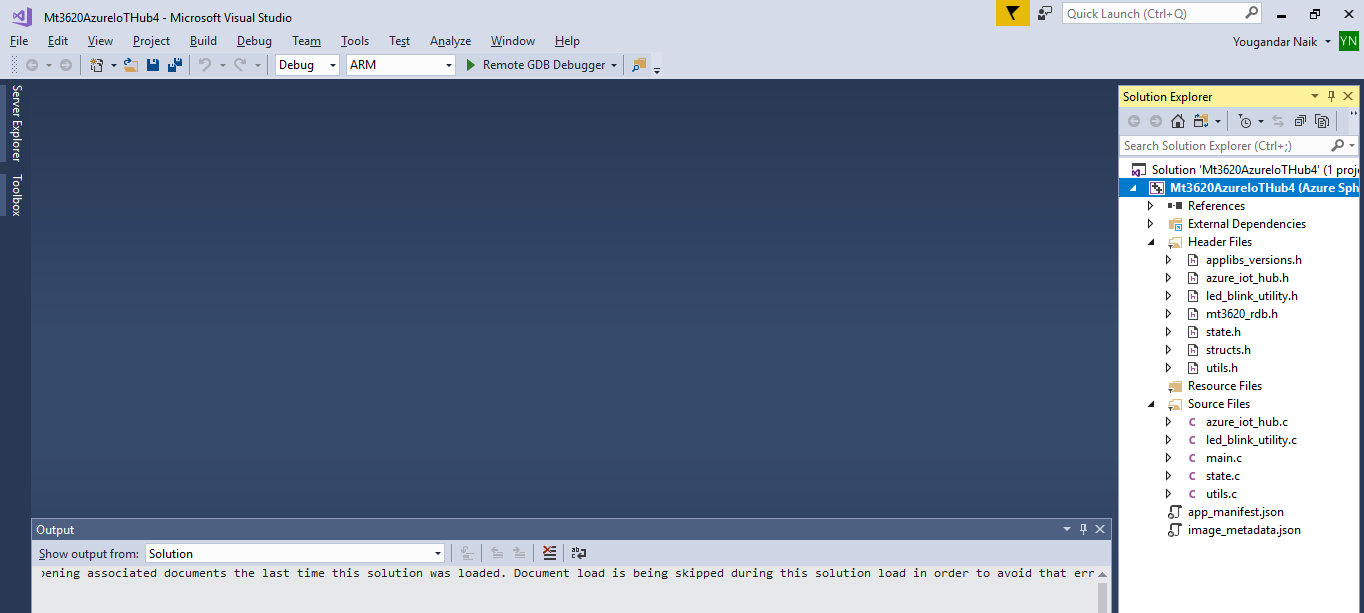 Mt3620AzureIoTHub4 - Microsoft Visual Studio
Quick Launch (Ctrl+Q)
File Edit View Project Build Debug Team Tools Test Analyze Window Help
Yougandar Naik YN
Debug ARM Remote GDB Debugger
Server Explorer
Toolbox
Solution Explorer
Search Solution Explorer (Ctrl+;)
Solution 'Mt3620AzureIoTHub4' (1 proj
Mt3620AzureIoTHub4 (Azure Sph
References
External Dependencies
Header Files
applibs_versions.h
azure_iot_hub.h
led_blink_utility.h
mt3620_rdb.h
state.h
structs.h
utils.h
Resource Files
Source Files
azure_iot_hub.c
led_blink_utility.c
main.c
state.c
utils.c
app_manifest.json
image_metadata.json
Output
Show output from: Solution
pening associated documents the last time this solution was loaded. Document load is being skipped during this solution load in order to avoid that err